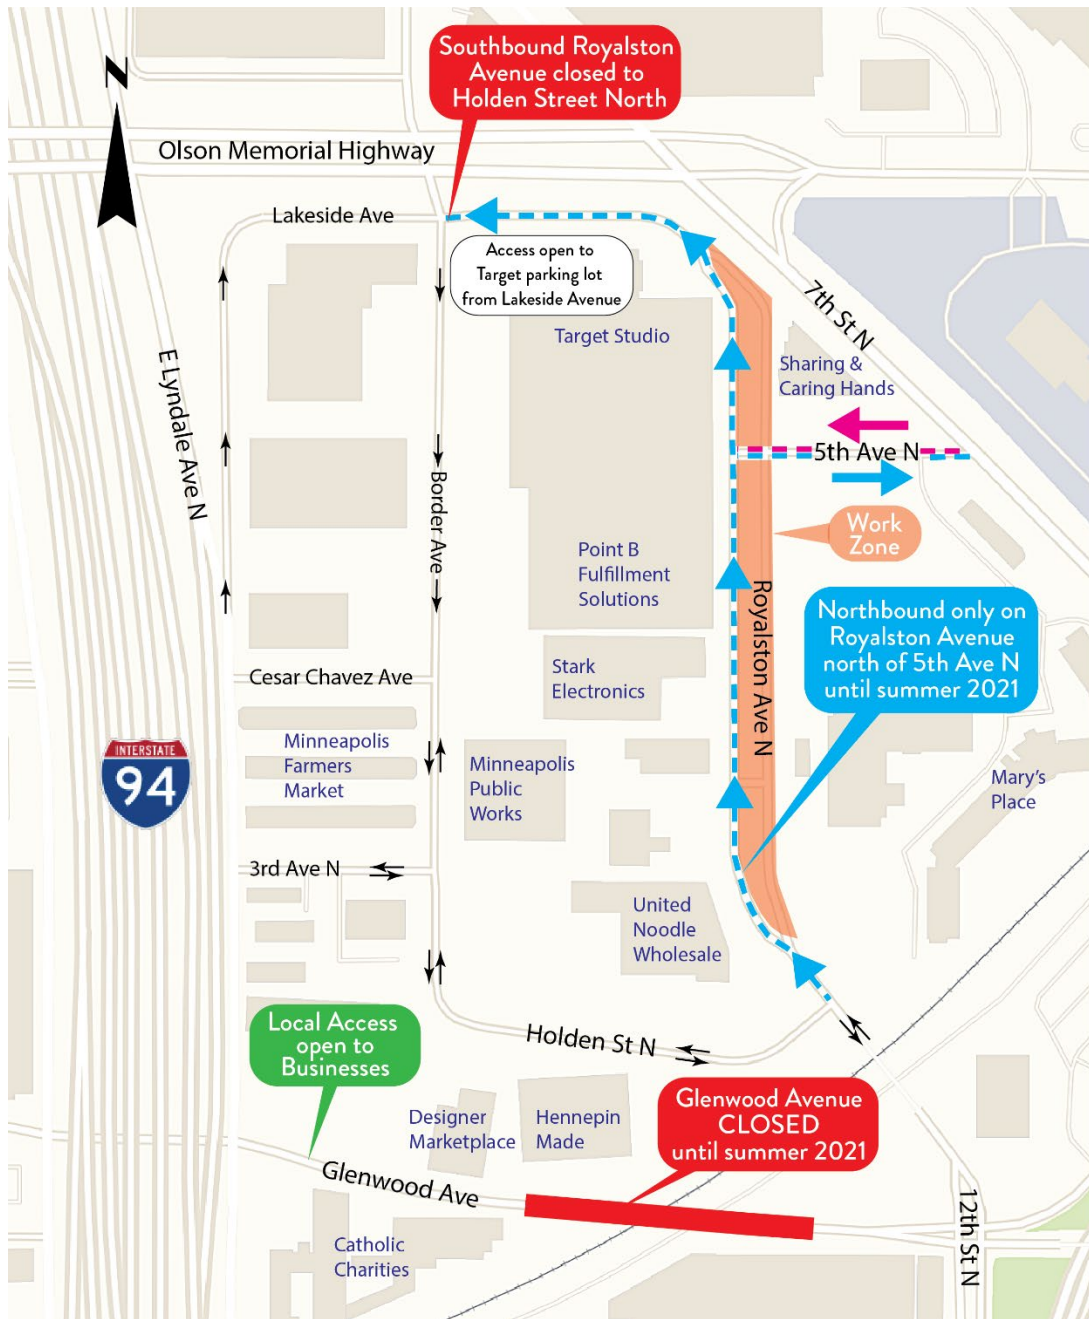 Southbound Royalston
Avenue closed to
Holden Street North
N
Olson Memorial Highway
Lakeside Ave
Access open to
Target parking lot
from Lakeside Avenue
7th St N
Target Studio
Sharing &
Caring Hands
E Lyndale Ave N
5th Ave N
Border Ave
Work
Zone
Point B
Fulfillment
Solutions
Royalston Ave N
Northbound only on
Royalston Avenue
north of 5th Ave N
until summer 2021
Stark
Electronics
Cesar Chavez Ave
Minneapolis
Farmers
Market
INTERSTATE
94
Minneapolis
Public
Works
Mary's
Place
3rd Ave N
United
Noodle
Wholesale
Local Access
open to
Businesses
Holden St N
Designer
Marketplace
Hennepin
Made
Glenwood Avenue
CLOSED
until summer 2021
Glenwood Ave
12th St N
Catholic
Charities